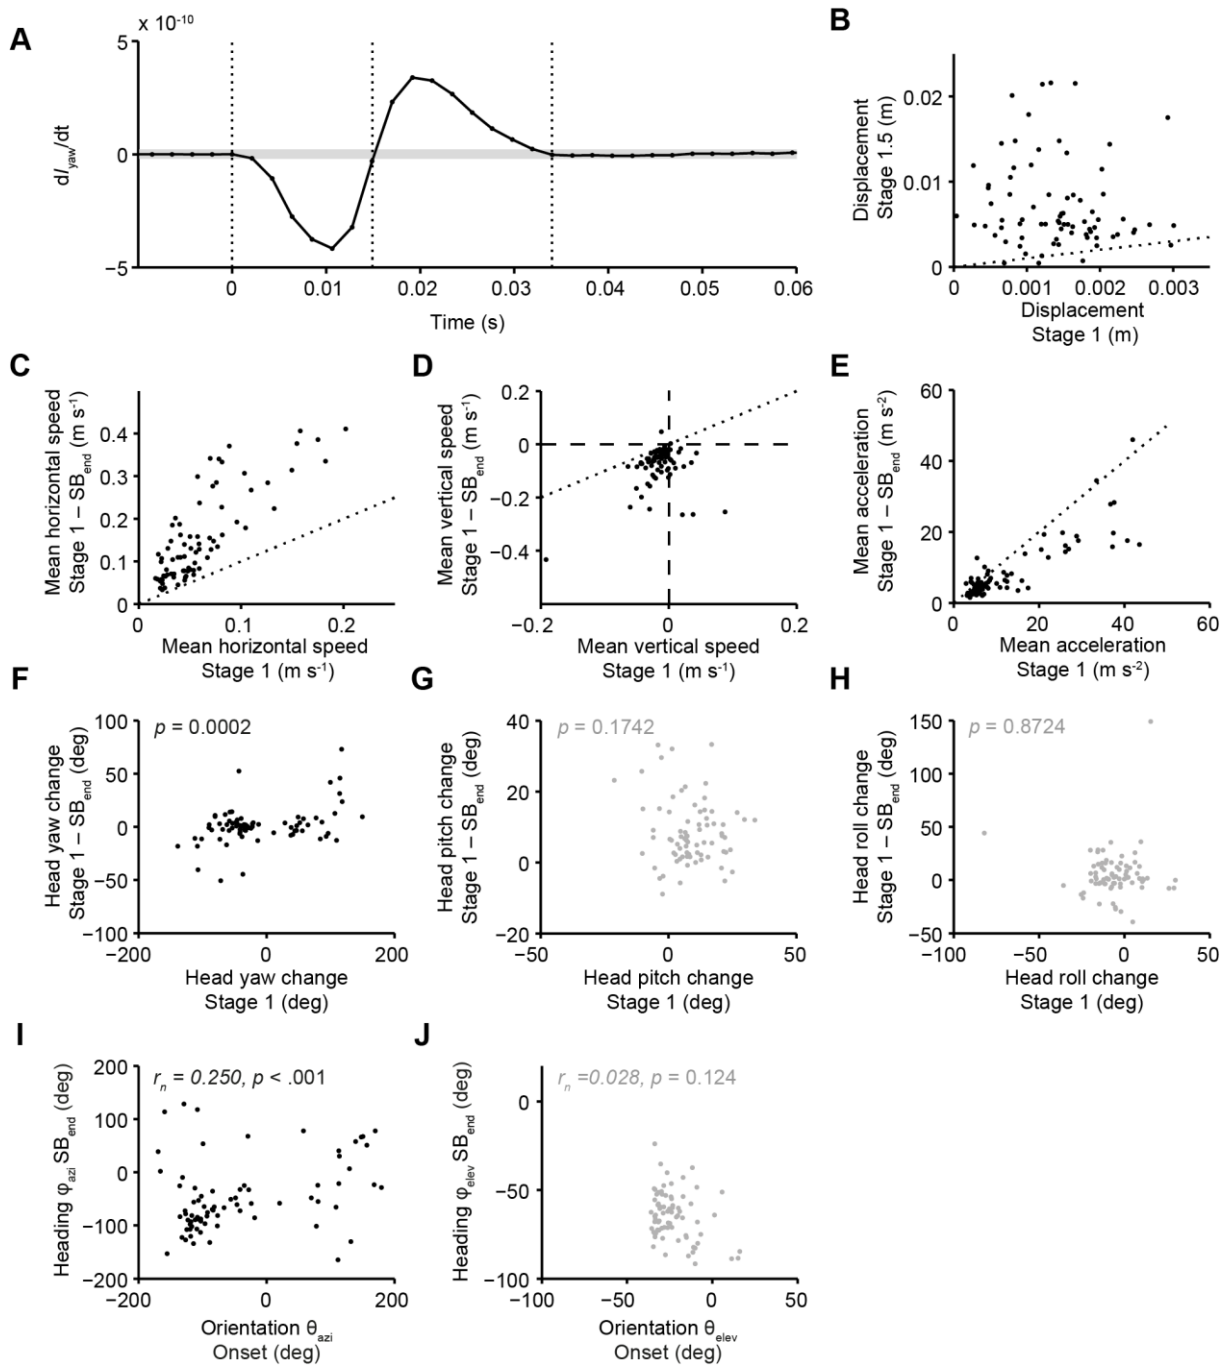 A
x 10⁻¹⁰
5
0
−5
dI_yaw/dt
0
0.01
0.02
0.03
0.04
0.05
0.06
Time (s)
B
Displacement
Stage 1.5 (m)
0.02
0.01
0
0
0.001
0.002
0.003
Displacement
Stage 1 (m)
C
Mean horizontal speed
Stage 1 – SB_end (m s⁻¹)
0.4
0.3
0.2
0.1
0
0
0.1
0.2
Mean horizontal speed
Stage 1 (m s⁻¹)
D
Mean vertical speed
Stage 1 – SB_end (m s⁻¹)
0.2
0
−0.2
−0.4
−0.2
0
0.2
Mean vertical speed
Stage 1 (m s⁻¹)
E
Mean acceleration
Stage 1 – SB_end (m s⁻²)
60
40
20
0
0
20
40
60
Mean acceleration
Stage 1 (m s⁻²)
F
Head yaw change
Stage 1 – SB_end (deg)
p = 0.0002
100
50
0
−50
−100
−200
0
200
Head yaw change
Stage 1 (deg)
G
Head pitch change
Stage 1 – SB_end (deg)
p = 0.1742
40
20
0
−20
−50
0
50
Head pitch change
Stage 1 (deg)
H
Head roll change
Stage 1 – SB_end (deg)
p = 0.8724
150
100
50
0
−50
−100
−50
0
50
Head roll change
Stage 1 (deg)
I
Heading φ_azi SB_end (deg)
r_n = 0.250, p < .001
200
100
0
−100
−200
−200
0
200
Orientation θ_azi
Onset (deg)
J
Heading φ_elev SB_end (deg)
r_n =0.028, p = 0.124
0
−50
−100
−100
−50
0
50
Orientation θ_elev
Onset (deg)